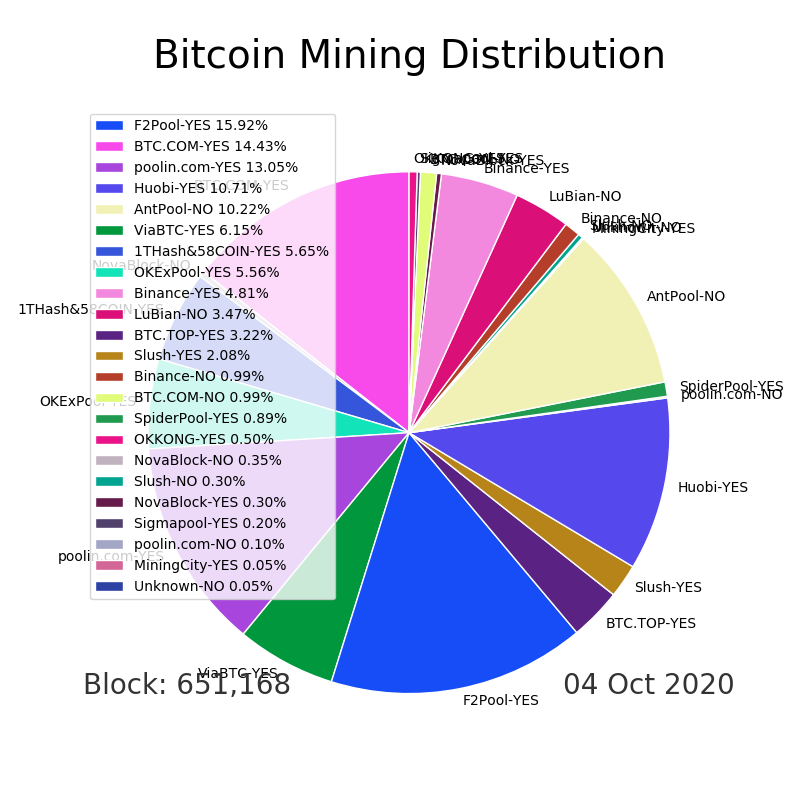 Bitcoin Mining Distribution
F2Pool-YES 15.92%
BTC.COM-YES 14.43%
poolin.com-YES 13.05%
Huobi-YES 10.71%
AntPool-NO 10.22%
ViaBTC-YES 6.15%
1THash&58COIN-YES 5.65%
OKExPool-YES 5.56%
Binance-YES 4.81%
LuBian-NO 3.47%
BTC.TOP-YES 3.22%
Slush-YES 2.08%
Binance-NO 0.99%
BTC.COM-NO 0.99%
SpiderPool-YES 0.89%
OKKONG-YES 0.50%
NovaBlock-NO 0.35%
Slush-NO 0.30%
NovaBlock-YES 0.30%
Sigmapool-YES 0.20%
poolin.com-NO 0.10%
MiningCity-YES 0.05%
Unknown-NO 0.05%
Binance-YES
LuBian-NO
Binance-NO
MiningCity-YES
AntPool-NO
SpiderPool-YES
poolin.com-NO
Huobi-YES
Slush-YES
BTC.TOP-YES
F2Pool-YES
ViaBTC-YES
poolin.com-YES
OKExPool-YES
1THash&58COIN-YES
NovaBlock-NO
BTC.COM-YES
Block: 651,168
04 Oct 2020